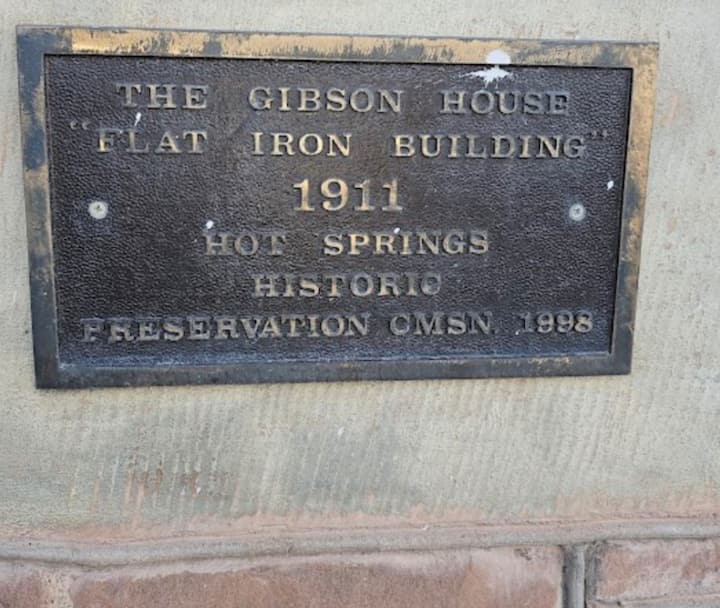 THE GIBSON HOUSE
"FLAT IRON BUILDING"
1911
HOT SPRINGS
HISTORIC
PRESERVATION CMSN. 1998